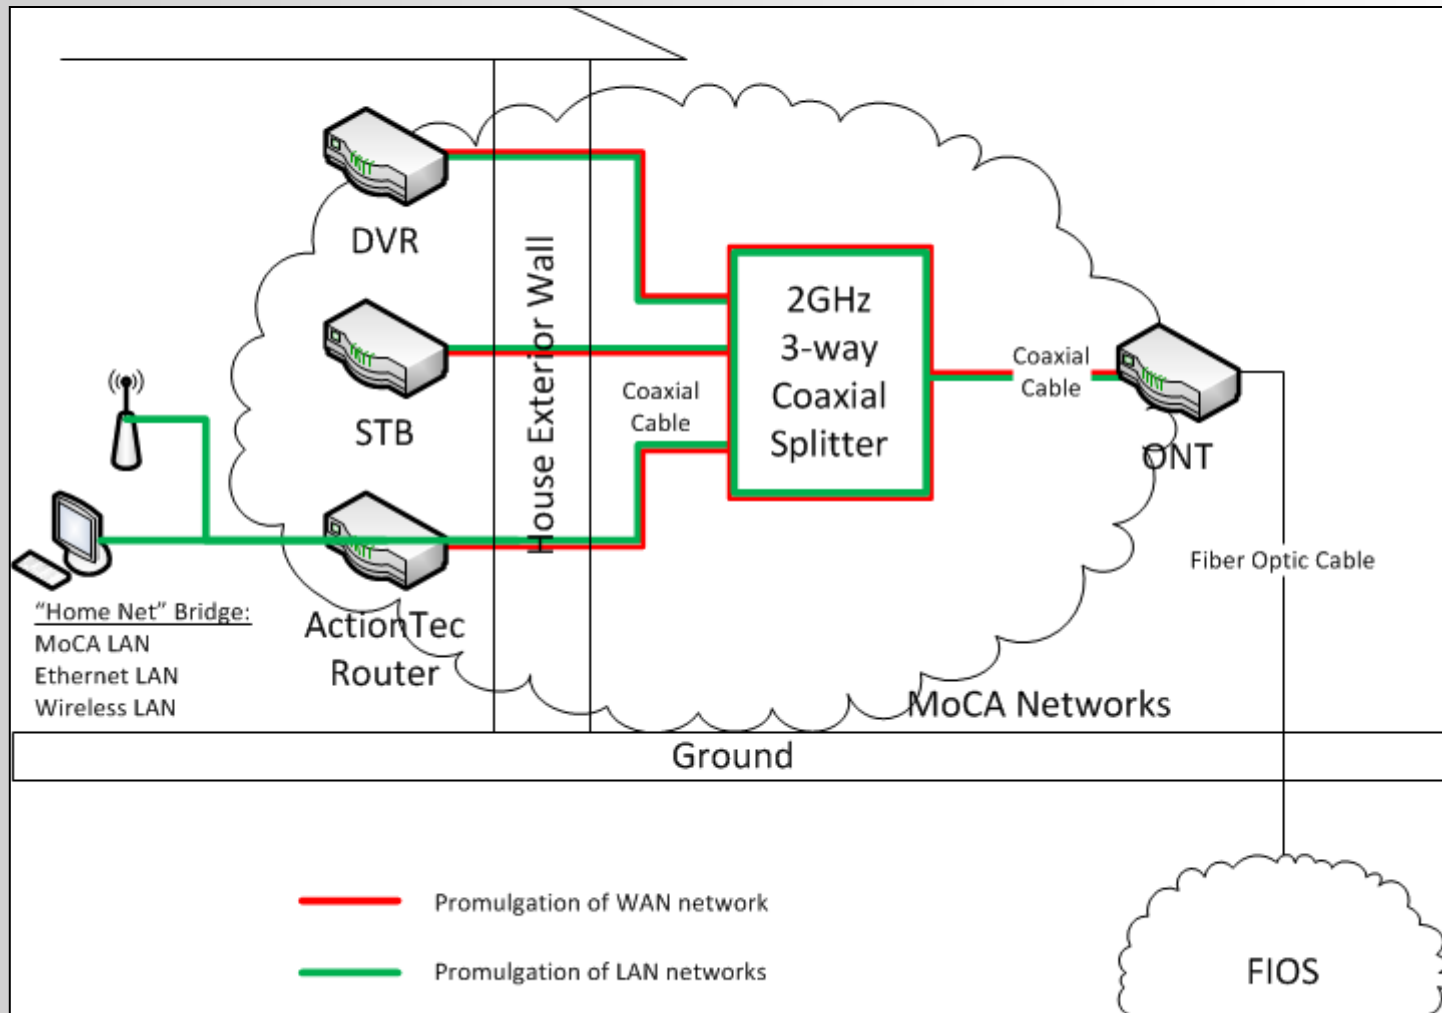 DVR
House Exterior Wall
2GHz
3-way
Coaxial
Splitter
Coaxial
Cable
STB
Coaxial
Cable
ONT
Fiber Optic Cable
"Home Net" Bridge:
MoCA LAN
Ethernet LAN
Wireless LAN
ActionTec
Router
MoCA Networks
Ground
Promulgation of WAN network
Promulgation of LAN networks
FIOS